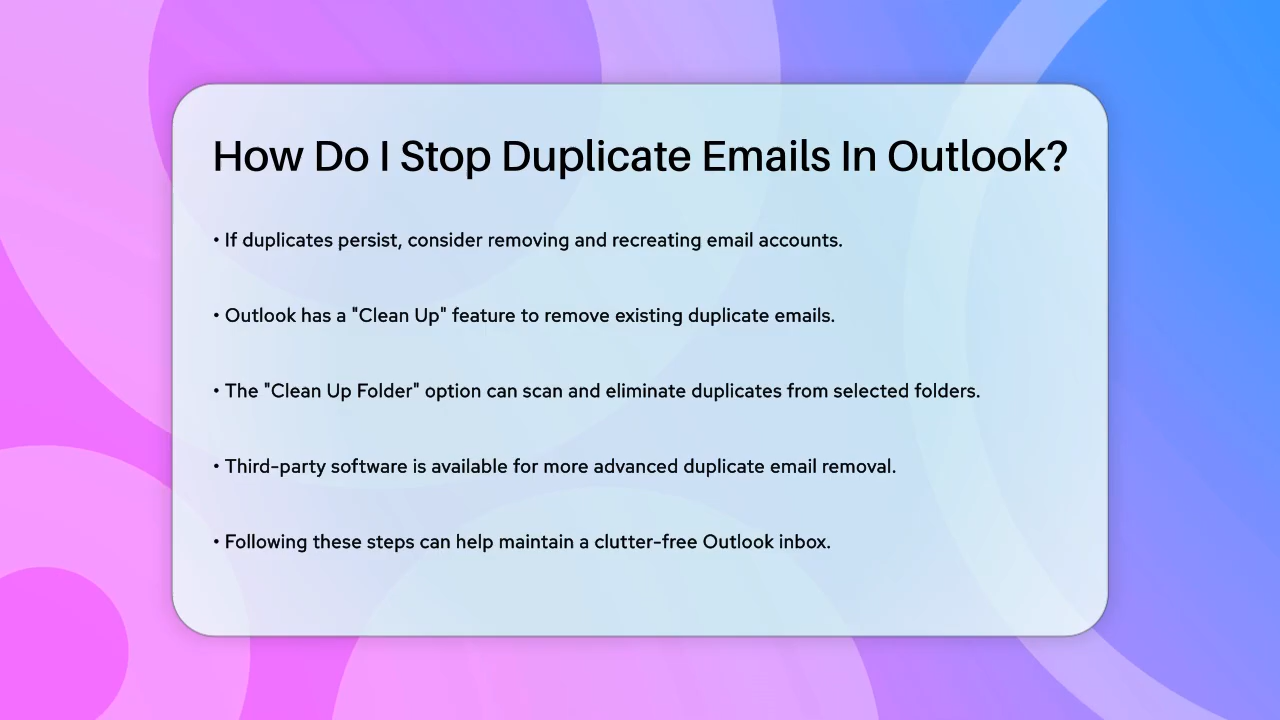 How Do I Stop Duplicate Emails In Outlook?
• If duplicates persist, consider removing and recreating email accounts.
• Outlook has a "Clean Up" feature to remove existing duplicate emails.
• The "Clean Up Folder" option can scan and eliminate duplicates from selected folders.
• Third-party software is available for more advanced duplicate email removal.
• Following these steps can help maintain a clutter-free Outlook inbox.